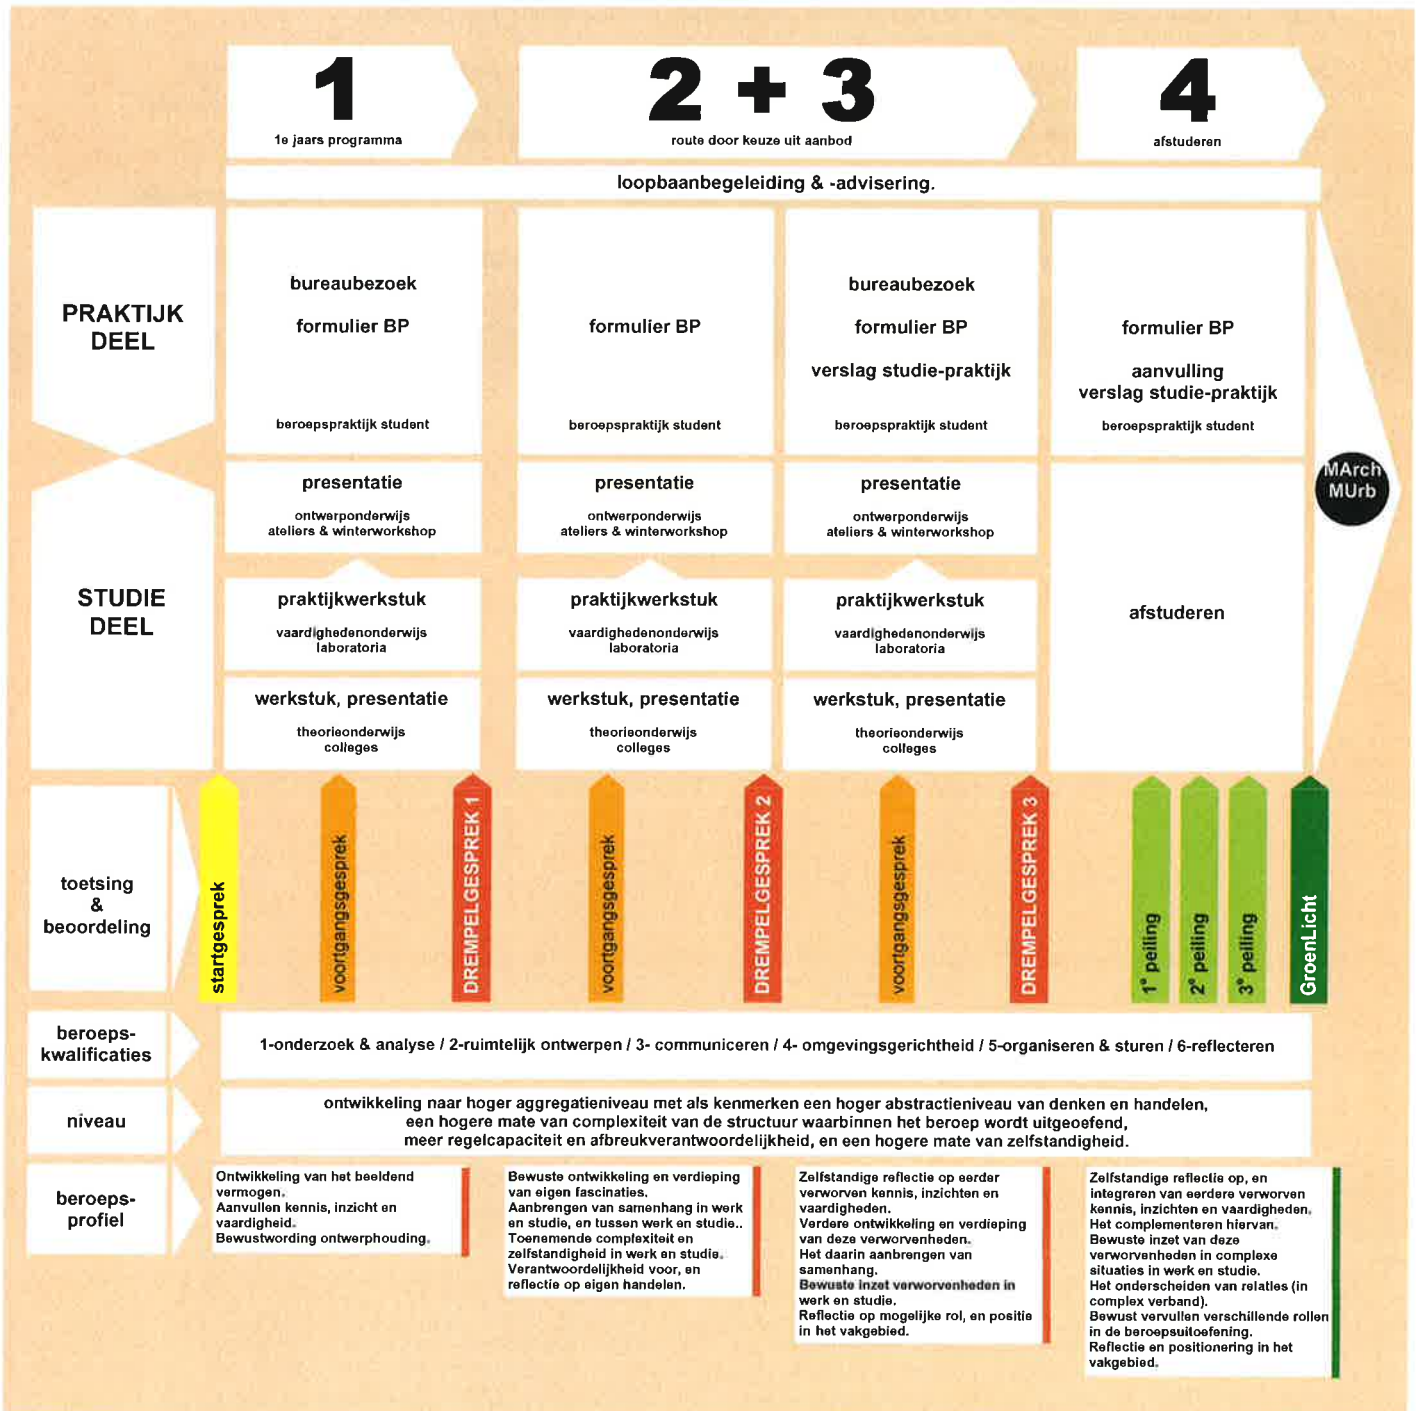 1
1e jaars programma
2 + 3
route door keuze uit aanbod
4
afstuderen
loopbaanbegeleiding & -advisering.
PRAKTIJK
DEEL
bureaubezoek
formulier BP
beroepspraktijk student
formulier BP
beroepspraktijk student
bureaubezoek
formulier BP
verslag studie-praktijk
beroepspraktijk student
formulier BP
aanvulling
verslag studie-praktijk
beroepspraktijk student
MArch
MUrb
STUDIE
DEEL
presentatie
ontwerponderwijs
ateliers & winterworkshop
presentatie
ontwerponderwijs
ateliers & winterworkshop
presentatie
ontwerponderwijs
ateliers & winterworkshop
praktijkwerkstuk
vaardighedenonderwijs
laboratoria
praktijkwerkstuk
vaardighedenonderwijs
laboratoria
praktijkwerkstuk
vaardighedenonderwijs
laboratoria
afstuderen
werkstuk, presentatie
theorieonderwijs
colleges
werkstuk, presentatie
theorieonderwijs
colleges
werkstuk, presentatie
theorieonderwijs
colleges
toetsing
&
beoordeling
startgesprek
voortgangsgesprek
DREMPELGESPREK 1
voortgangsgesprek
DREMPELGESPREK 2
voortgangsgesprek
DREMPELGESPREK 3
1e peiling
2e peiling
3e peiling
GroenLicht
beroeps-
kwalificaties
1-onderzoek & analyse / 2-ruimtelijk ontwerpen / 3- communiceren / 4- omgevingsgerichtheid / 5-organiseren & sturen / 6-reflecteren
niveau
ontwikkeling naar hoger aggregatieniveau met als kenmerken een hoger abstractieniveau van denken en handelen,
een hogere mate van complexiteit van de structuur waarbinnen het beroep wordt uitgeoefend,
meer regelcapaciteit en afbreukverantwoordelijkheid, en een hogere mate van zelfstandigheid.
beroeps-
profiel
Ontwikkeling van het beeldend
vermogen.
Aanvullen kennis, inzicht en
vaardigheid.
Bewustwording ontwerphouding.
Bewuste ontwikkeling en verdieping
van eigen fascinaties.
Aanbrengen van samenhang in werk
en studie, en tussen werk en studie..
Toenemende complexiteit en
zelfstandigheid in werk en studie.
Verantwoordelijkheid voor, en
reflectie op eigen handelen.
Zelfstandige reflectie op eerder
verworven kennis, inzichten en
vaardigheden.
Verdere ontwikkeling en verdieping
van deze verworvenheden.
Het daarin aanbrengen van
samenhang.
Bewuste inzet verworvenheden in
werk en studie.
Reflectie op mogelijke rol, en positie
in het vakgebied.
Zelfstandige reflectie op, en
integreren van eerdere verworven
kennis, inzichten en vaardigheden.
Het complementeren hiervan.
Bewuste inzet van deze
verworvenheden in complexe
situaties in werk en studie.
Het onderscheiden van relaties (in
complex verband).
Bewust vervullen verschillende rollen
in de beroepsuitoefening.
Reflectie en positionering in het
vakgebied.